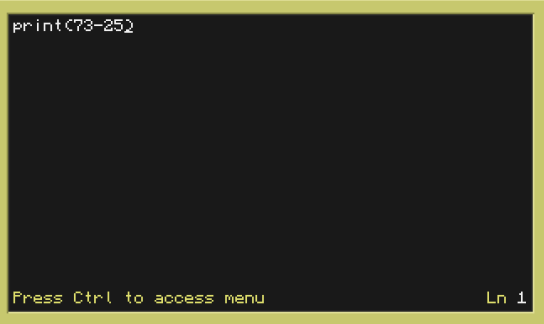 print(73-25)
Press Ctrl to access menu
Ln 1